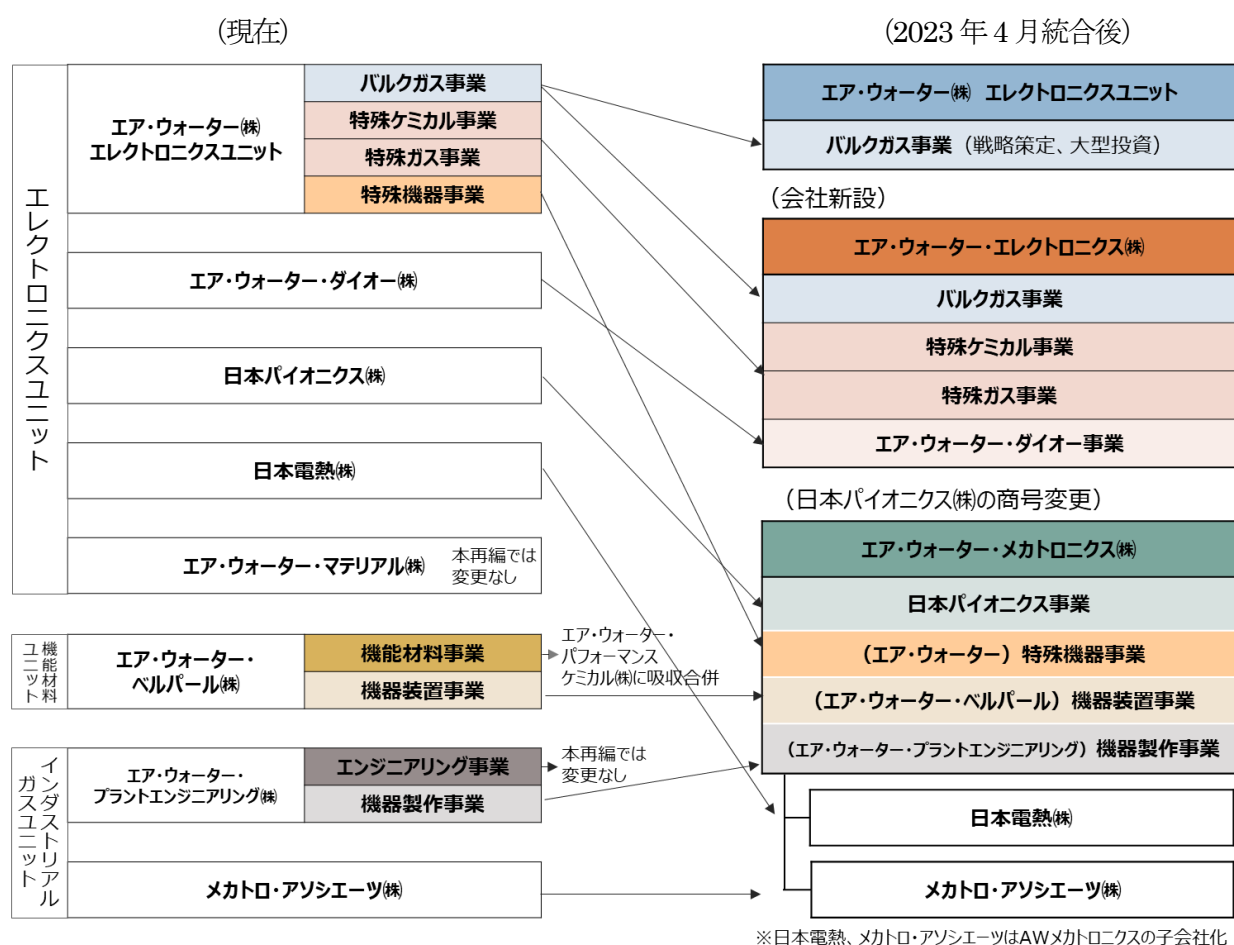 (現在)
エレクトロニクスユニット
エア・ウォーター㈱
エレクトロニクスユニット
バルクガス事業
特殊ケミカル事業
特殊ガス事業
特殊機器事業
エア・ウォーター・ダイオー㈱
日本パイオニクス㈱
日本電熱㈱
エア・ウォーター・マテリアル㈱
本再編では
変更なし
機能材料
ユニット
エア・ウォーター・
ベルパール㈱
機能材料事業
機器装置事業
エア・ウォーター・
パフォーマンス
ケミカル㈱に吸収合併
インダストリアル
ガスユニット
エア・ウォーター・
プラントエンジニアリング㈱
エンジニアリング事業
機器製作事業
本再編では
変更なし
メカトロ・アソシエーツ㈱
(2023 年 4 月統合後)
エア・ウォーター㈱ エレクトロニクスユニット
バルクガス事業(戦略策定、大型投資)
(会社新設)
エア・ウォーター・エレクトロニクス㈱
バルクガス事業
特殊ケミカル事業
特殊ガス事業
エア・ウォーター・ダイオー事業
(日本パイオニクス㈱の商号変更)
エア・ウォーター・メカトロニクス㈱
日本パイオニクス事業
(エア・ウォーター)特殊機器事業
(エア・ウォーター・ベルパール)機器装置事業
(エア・ウォーター・プラントエンジニアリング)機器製作事業
日本電熱㈱
メカトロ・アソシエーツ㈱
※日本電熱、メカトロ・アソシエーツはAWメカトロニクスの子会社化